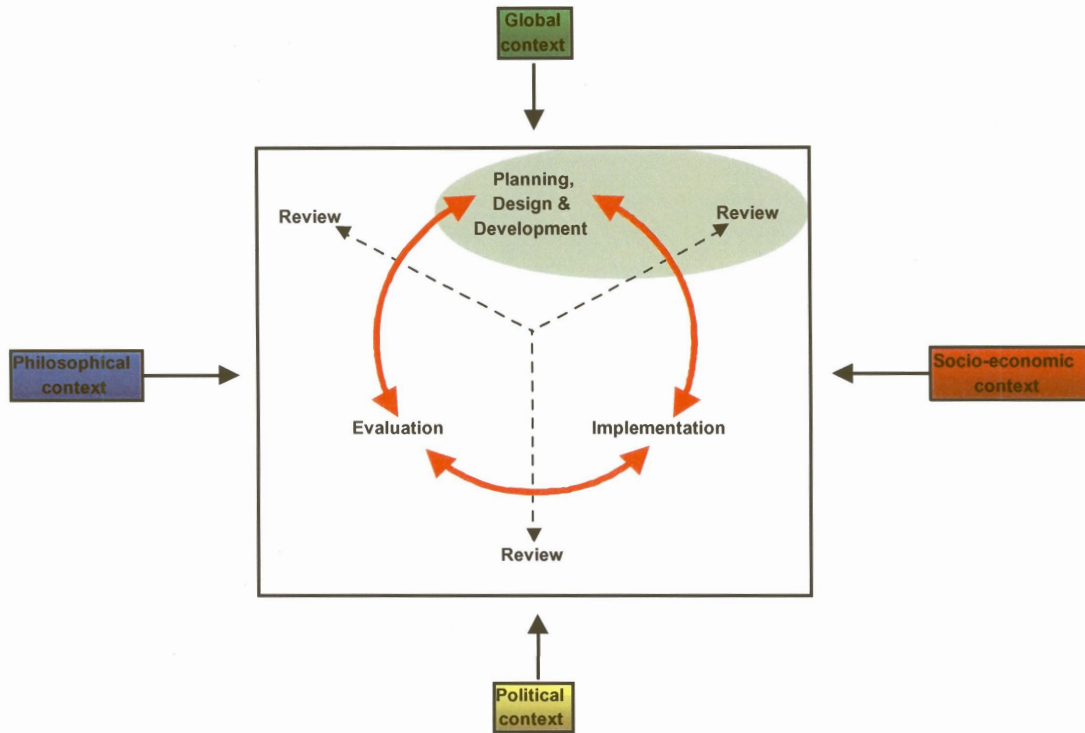 Global
context
Planning,
Design &
Development
Review
Review
Philosophical
context
Socio-economic
context
Evaluation
Implementation
Review
Political
context